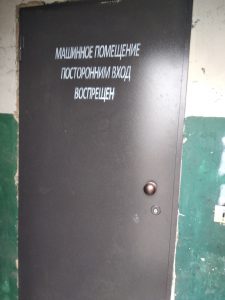 МАШИННОЕ ПОМЕЩЕНИЕ
ПОСТОРОННИМ ВХОД
ВОСПРЕЩЕН